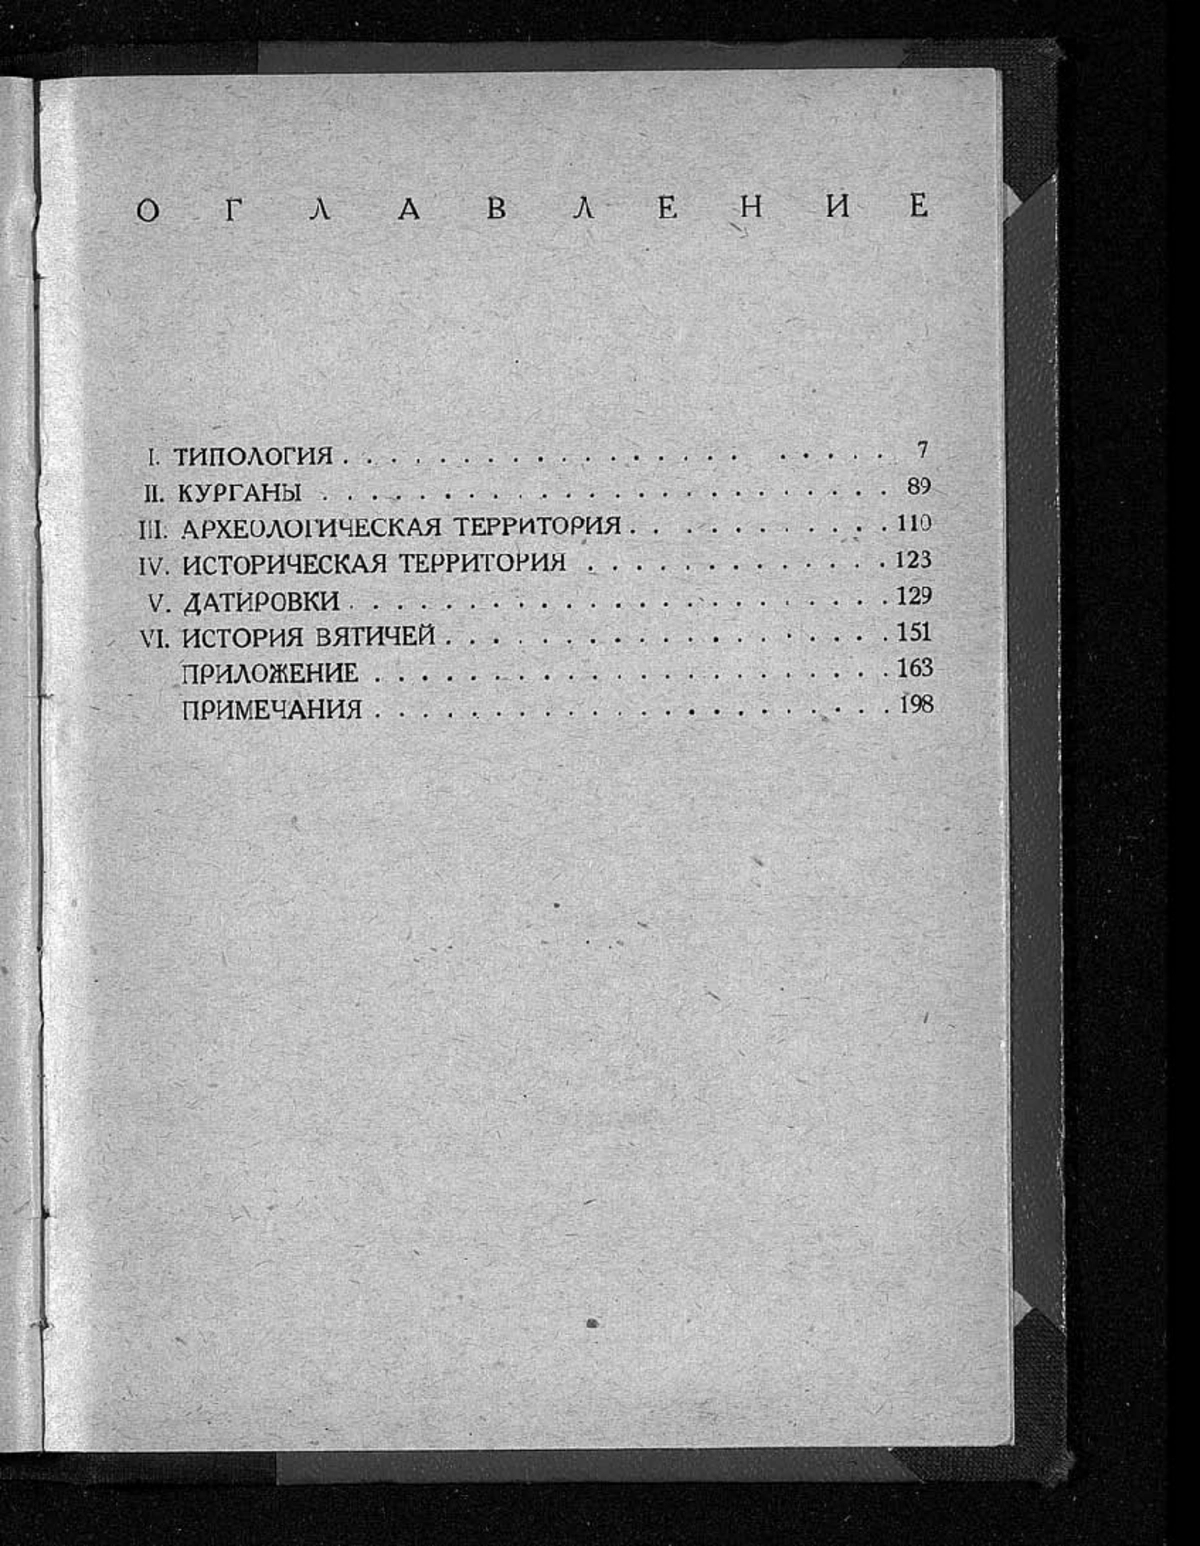 ОГЛАВЛЕНИЕ
I. ТИПОЛОГИЯ . . . . . . . . . . . . . . . . . . . . . . 7
II. КУРГАНЫ . . . . . . . . . . . . . . . . . . . . . . . . 89
III. АРХЕОЛОГИЧЕСКАЯ ТЕРРИТОРИЯ . . . . . . . . . . . 110
IV. ИСТОРИЧЕСКАЯ ТЕРРИТОРИЯ . . . . . . . . . . . . . 123
V. ДАТИРОВКИ . . . . . . . . . . . . . . . . . . . . . . . 129
VI. ИСТОРИЯ ВЯТИЧЕЙ . . . . . . . . . . . . . . . . . . . 151
ПРИЛОЖЕНИЕ . . . . . . . . . . . . . . . . . . . . . . 163
ПРИМЕЧАНИЯ . . . . . . . . . . . . . . . . . . . . . . 198